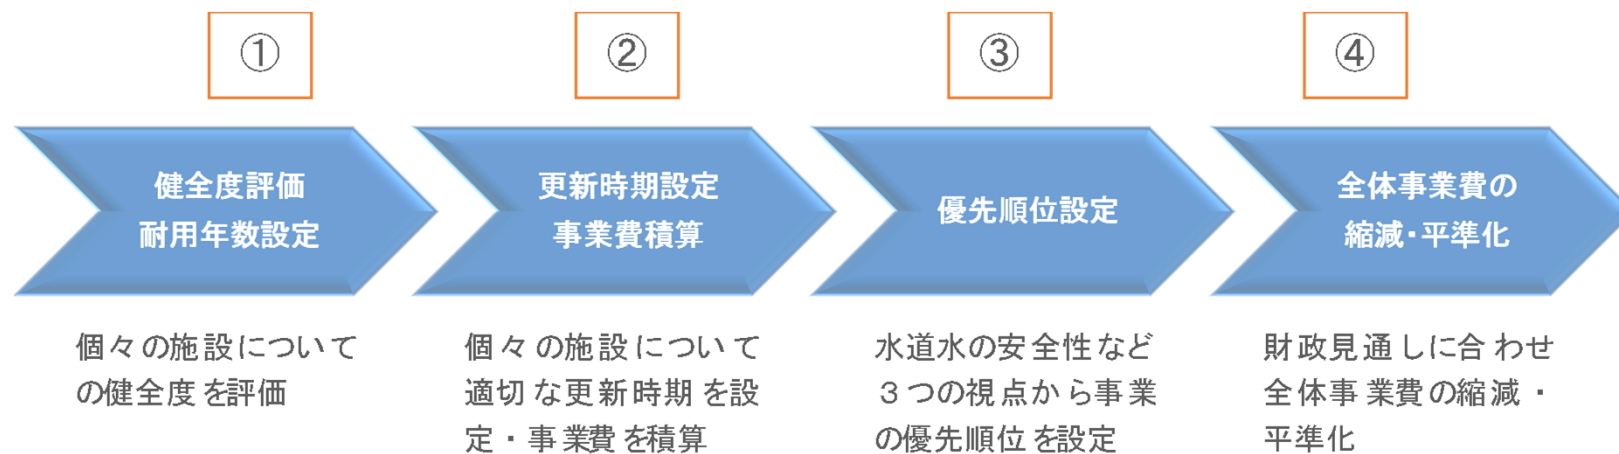 ①
②
③
④
健全度評価
耐用年数設定
更新時期設定
事業費積算
優先順位設定
全体事業費の
縮減・平準化
個々の施設について
の健全度を評価
個々の施設について
適切な更新時期を設
定・事業費を積算
水道水の安全性など
３つの視点から事業
の優先順位を設定
財政見通しに合わせ
全体事業費の縮減・
平準化